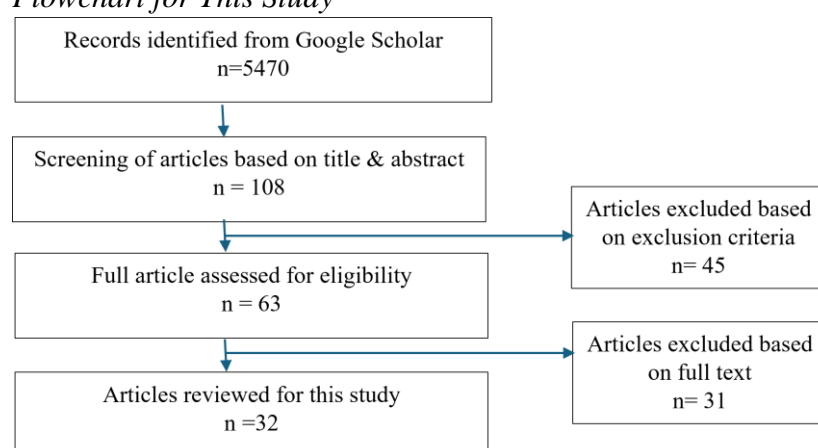 Flowchart for This Study
Records identified from Google Scholar
n=5470
Screening of articles based on title & abstract
n = 108
Articles excluded based
on exclusion criteria
n= 45
Full article assessed for eligibility
n = 63
Articles excluded based
on full text
n= 31
Articles reviewed for this study
n =32